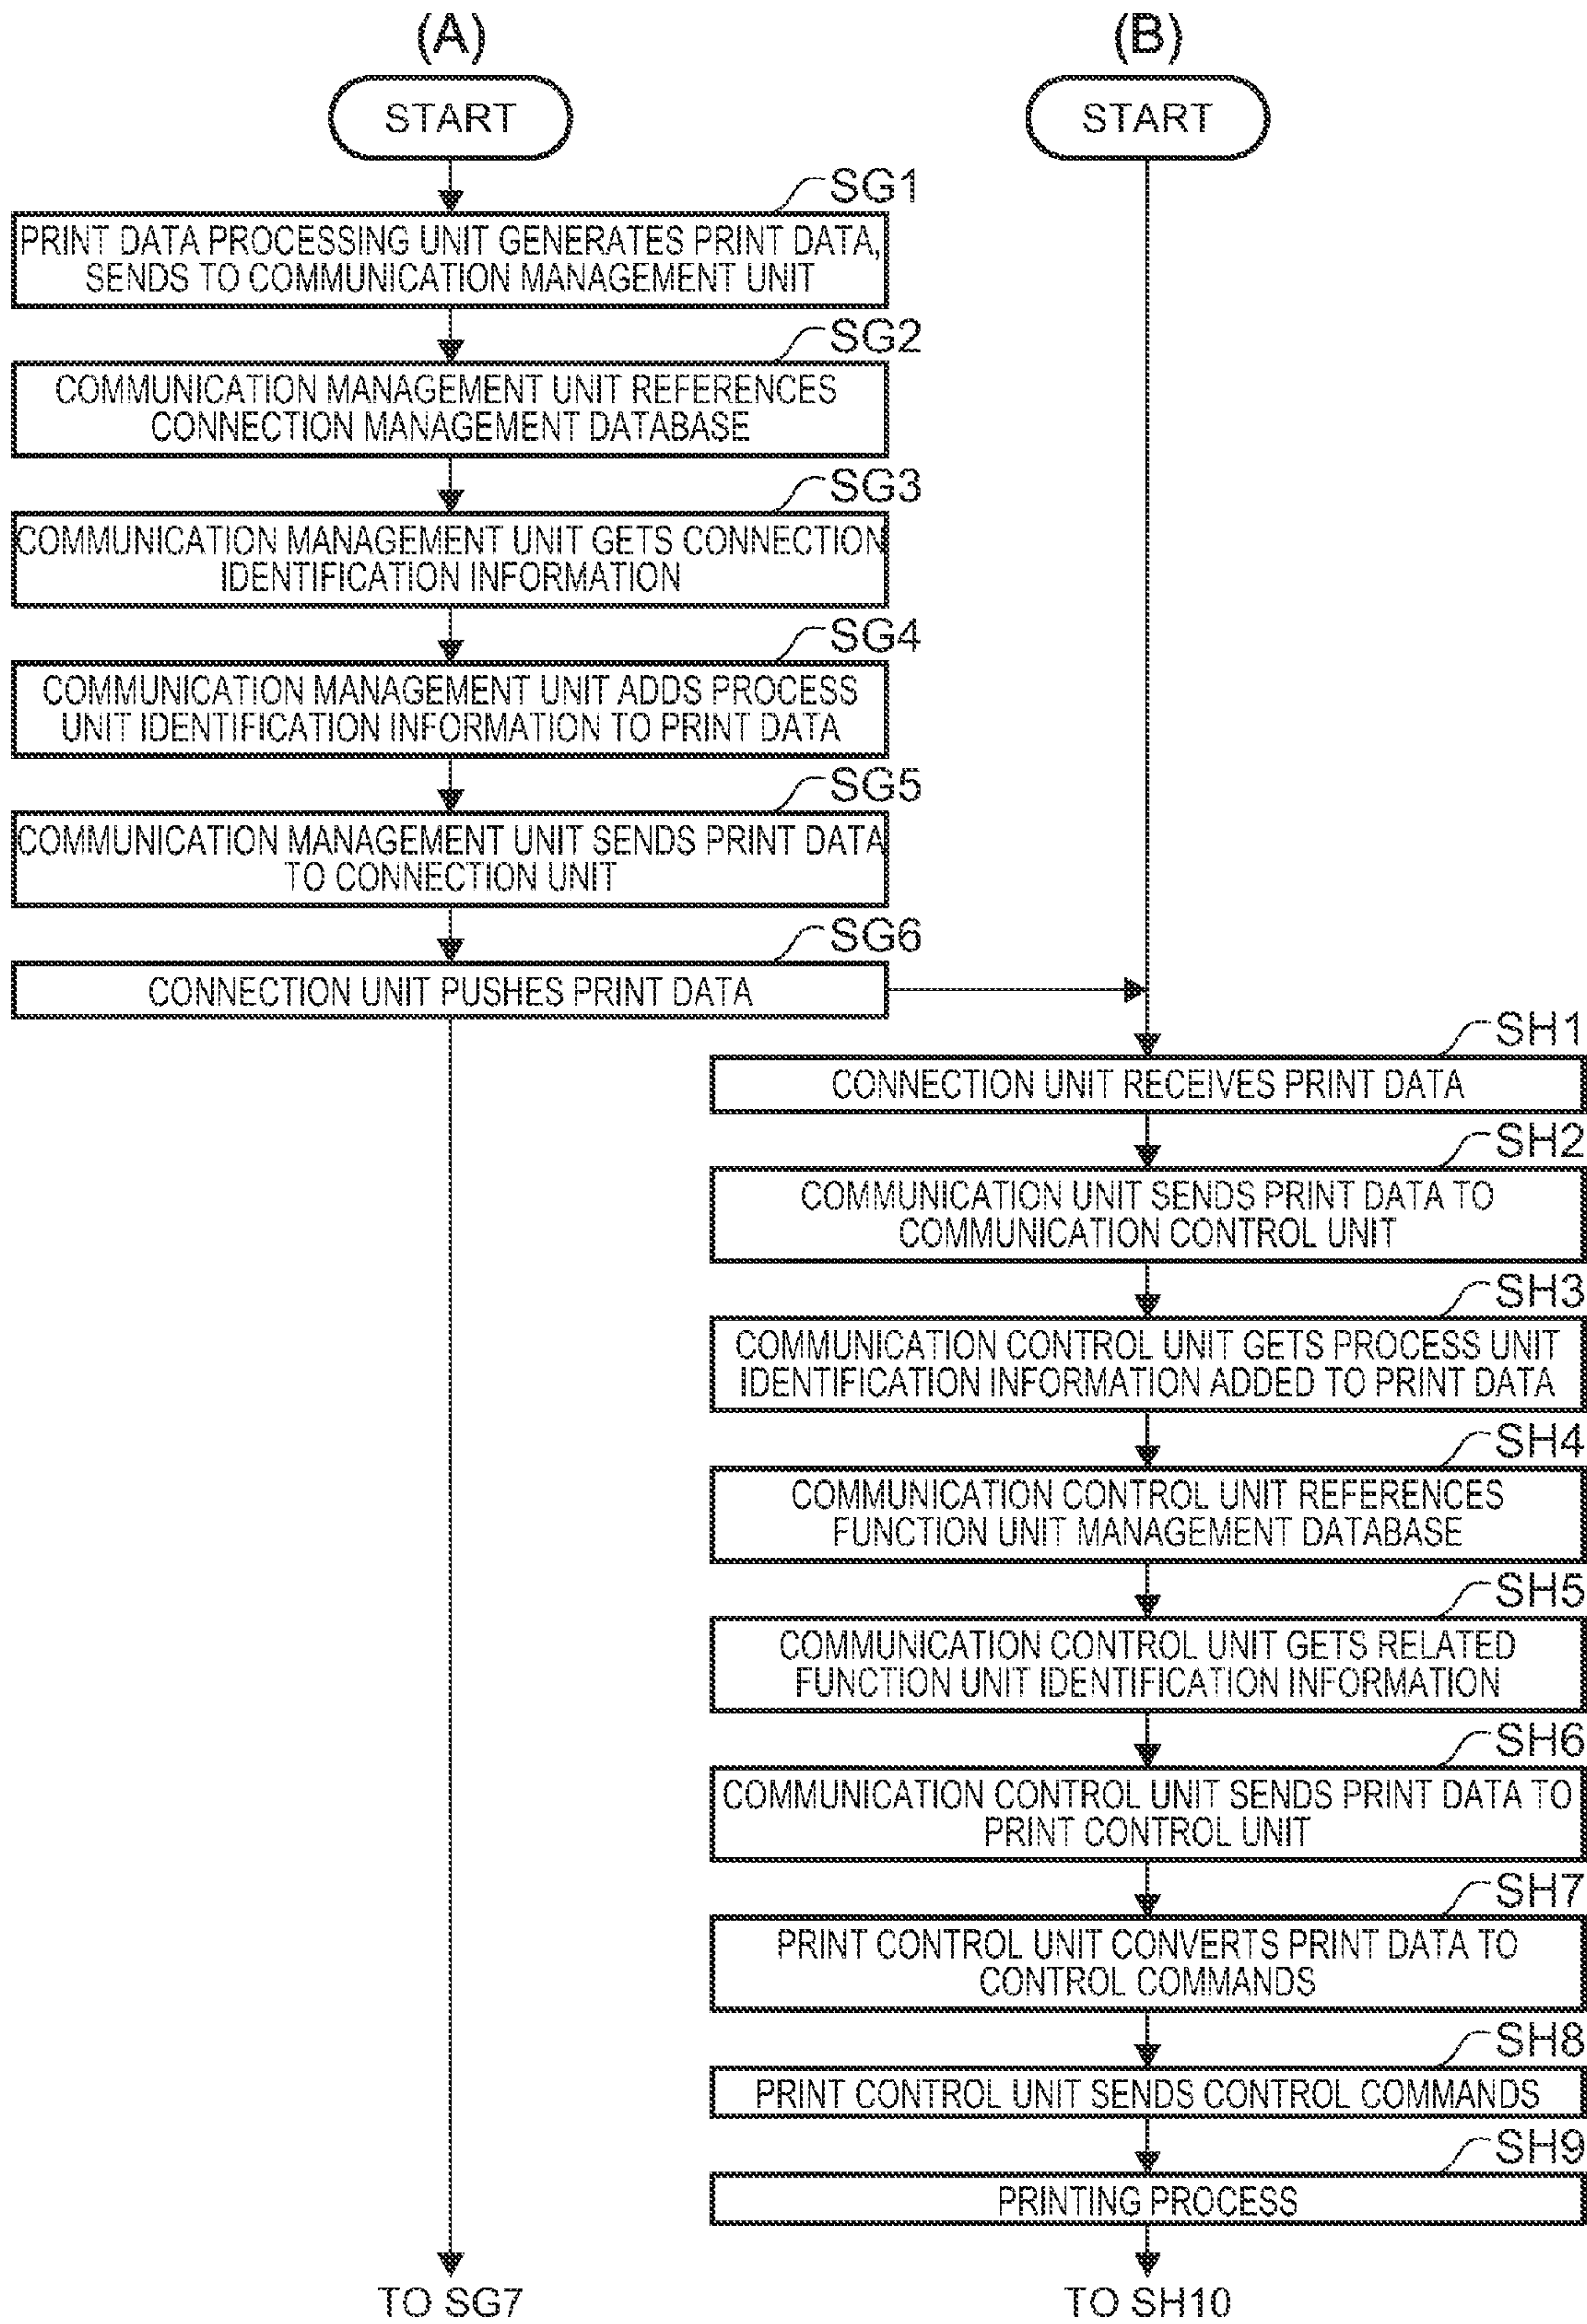 (A)
START
SG1
PRINT DATA PROCESSING UNIT GENERATES PRINT DATA,
SENDS TO COMMUNICATION MANAGEMENT UNIT
SG2
COMMUNICATION MANAGEMENT UNIT REFERENCES
CONNECTION MANAGEMENT DATABASE
SG3
COMMUNICATION MANAGEMENT UNIT GETS CONNECTION
IDENTIFICATION INFORMATION
SG4
COMMUNICATION MANAGEMENT UNIT ADDS PROCESS
UNIT IDENTIFICATION INFORMATION TO PRINT DATA
SG5
COMMUNICATION MANAGEMENT UNIT SENDS PRINT DATA
TO CONNECTION UNIT
SG6
CONNECTION UNIT PUSHES PRINT DATA
TO SG7
(B)
START
SH1
CONNECTION UNIT RECEIVES PRINT DATA
SH2
COMMUNICATION UNIT SENDS PRINT DATA TO
COMMUNICATION CONTROL UNIT
SH3
COMMUNICATION CONTROL UNIT GETS PROCESS UNIT
IDENTIFICATION INFORMATION ADDED TO PRINT DATA
SH4
COMMUNICATION CONTROL UNIT REFERENCES
FUNCTION UNIT MANAGEMENT DATABASE
SH5
COMMUNICATION CONTROL UNIT GETS RELATED
FUNCTION UNIT IDENTIFICATION INFORMATION
SH6
COMMUNICATION CONTROL UNIT SENDS PRINT DATA TO
PRINT CONTROL UNIT
SH7
PRINT CONTROL UNIT CONVERTS PRINT DATA TO
CONTROL COMMANDS
SH8
PRINT CONTROL UNIT SENDS CONTROL COMMANDS
SH9
PRINTING PROCESS
TO SH10